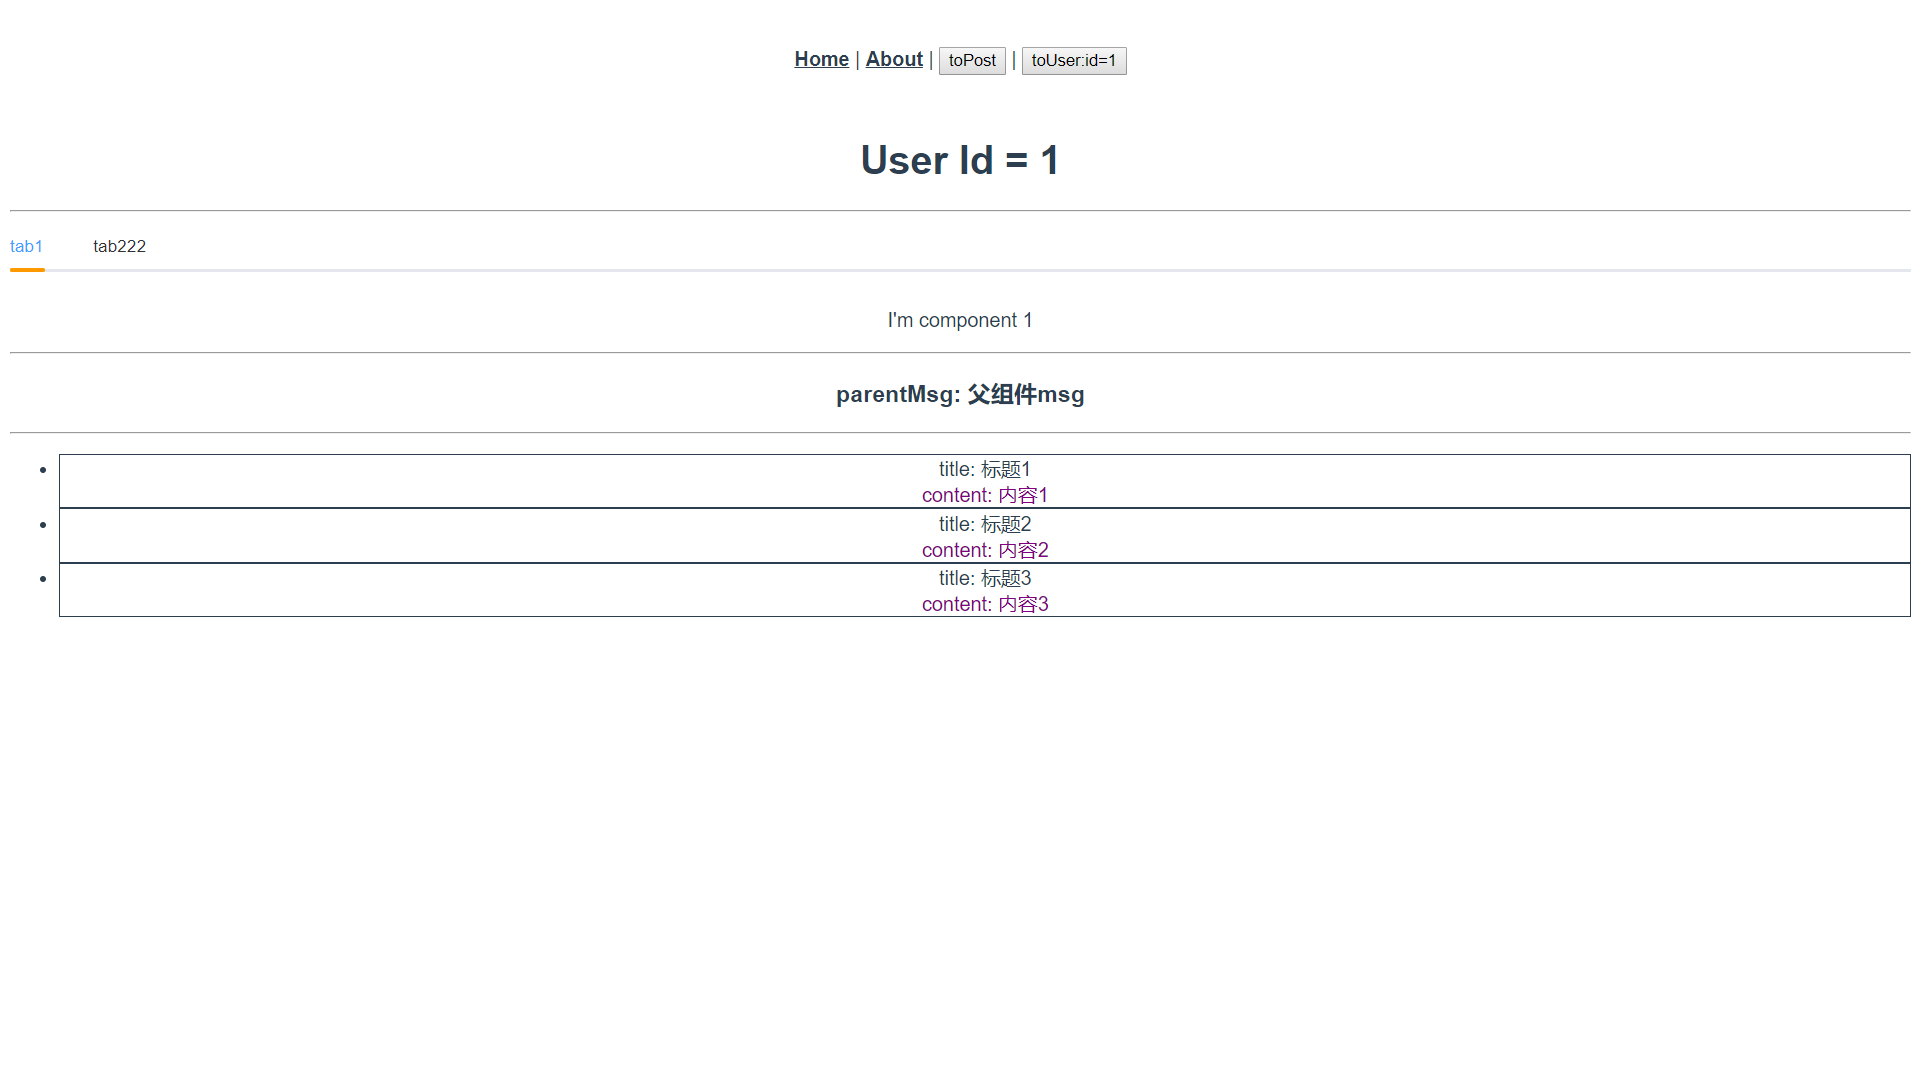 Home | About | toPost | toUser:id=1
User Id = 1
tab1 tab222
I'm component 1
parentMsg: 父组件msg
title: 标题1
content: 内容1
title: 标题2
content: 内容2
title: 标题3
content: 内容3